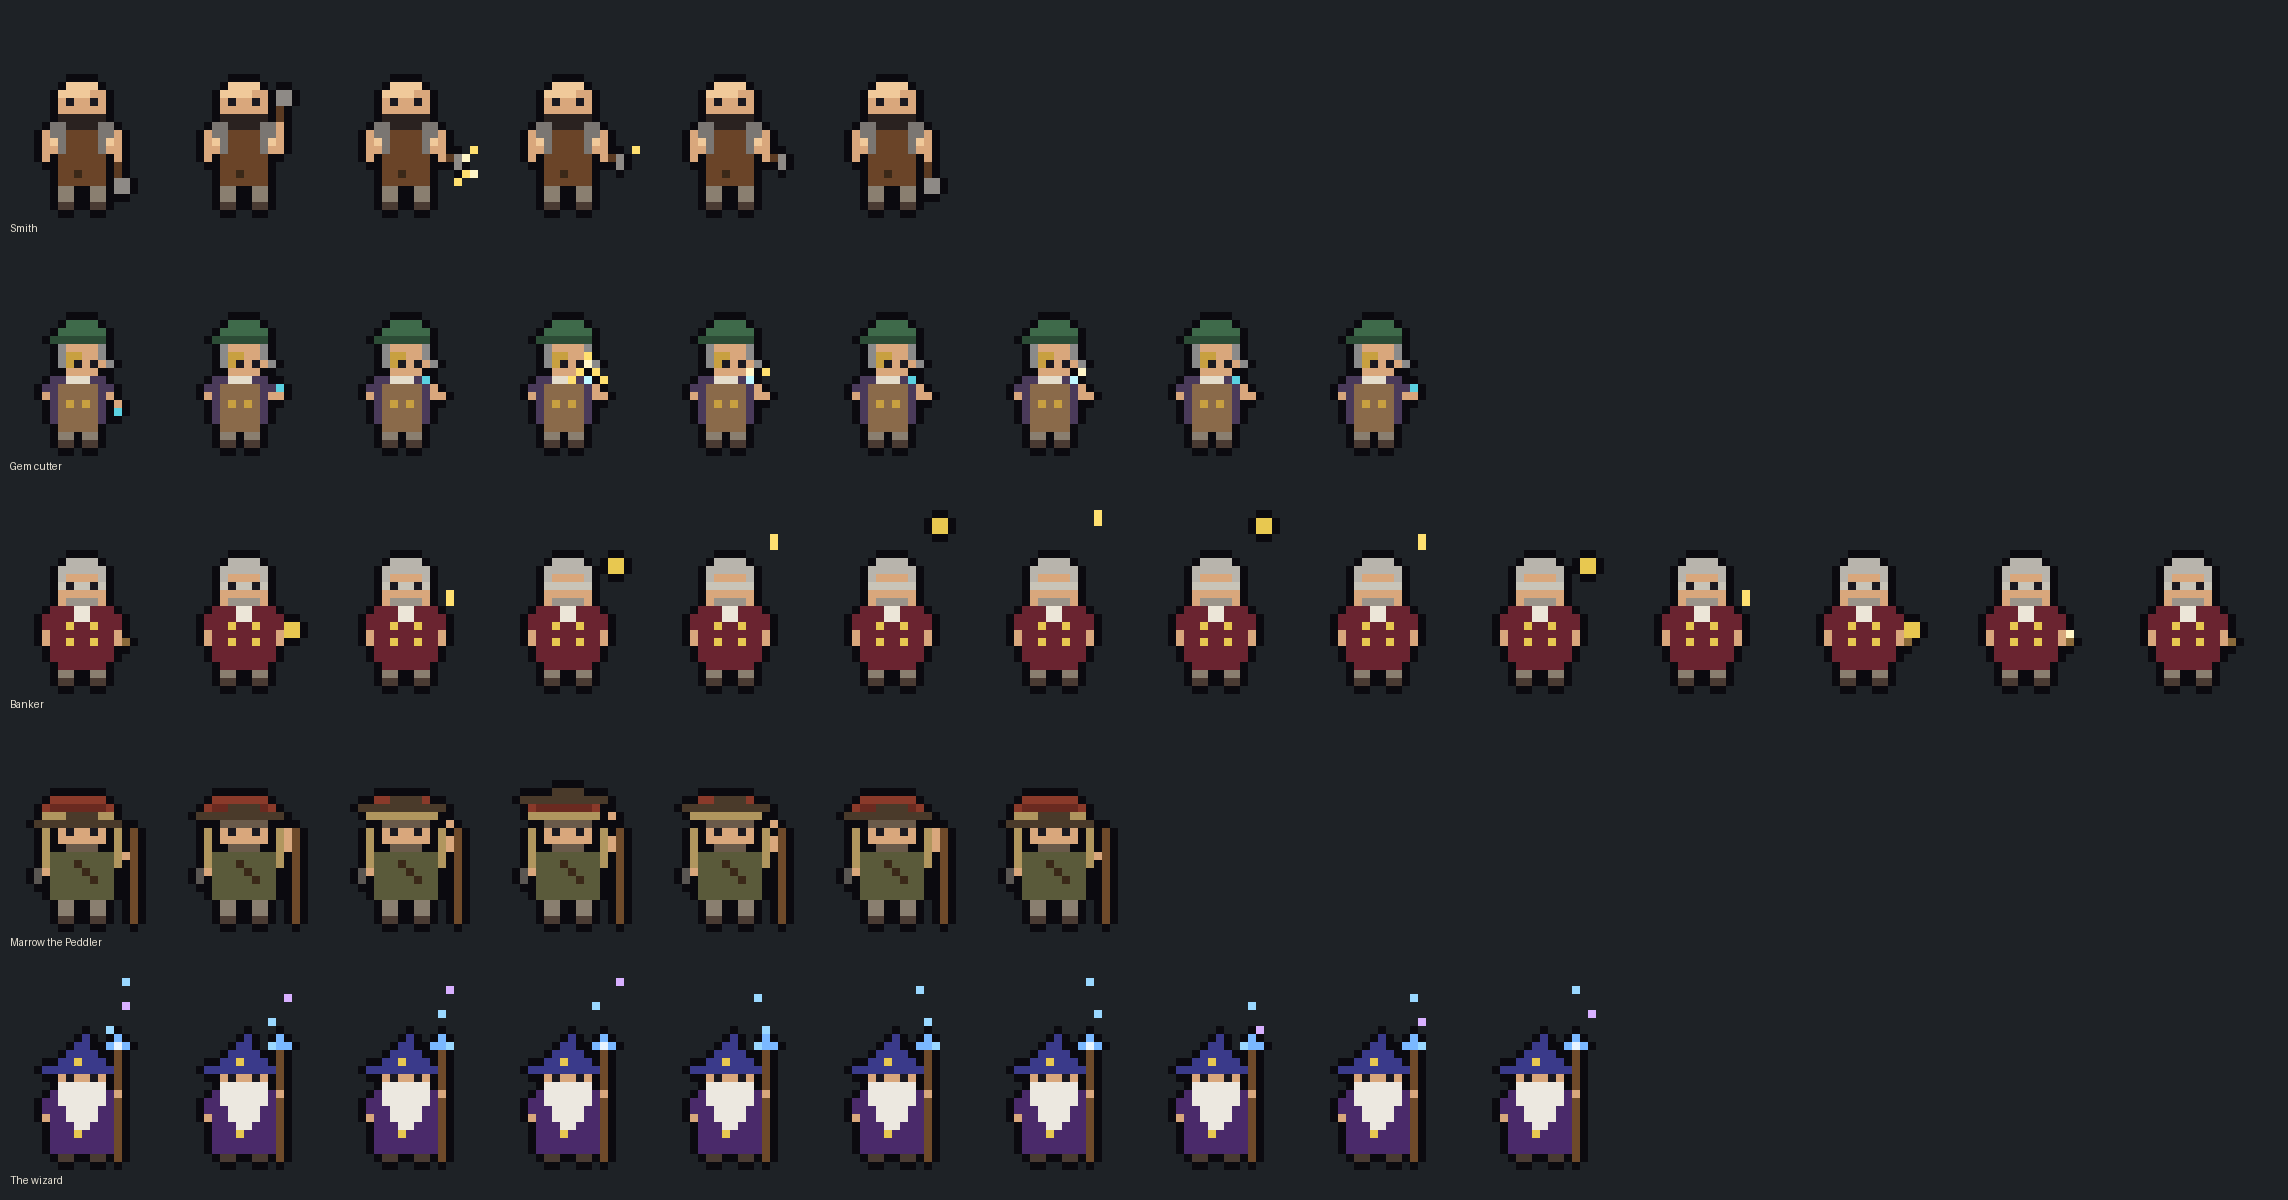 Smith
Gem cutter
Banker
Marrow the Peddler
The wizard